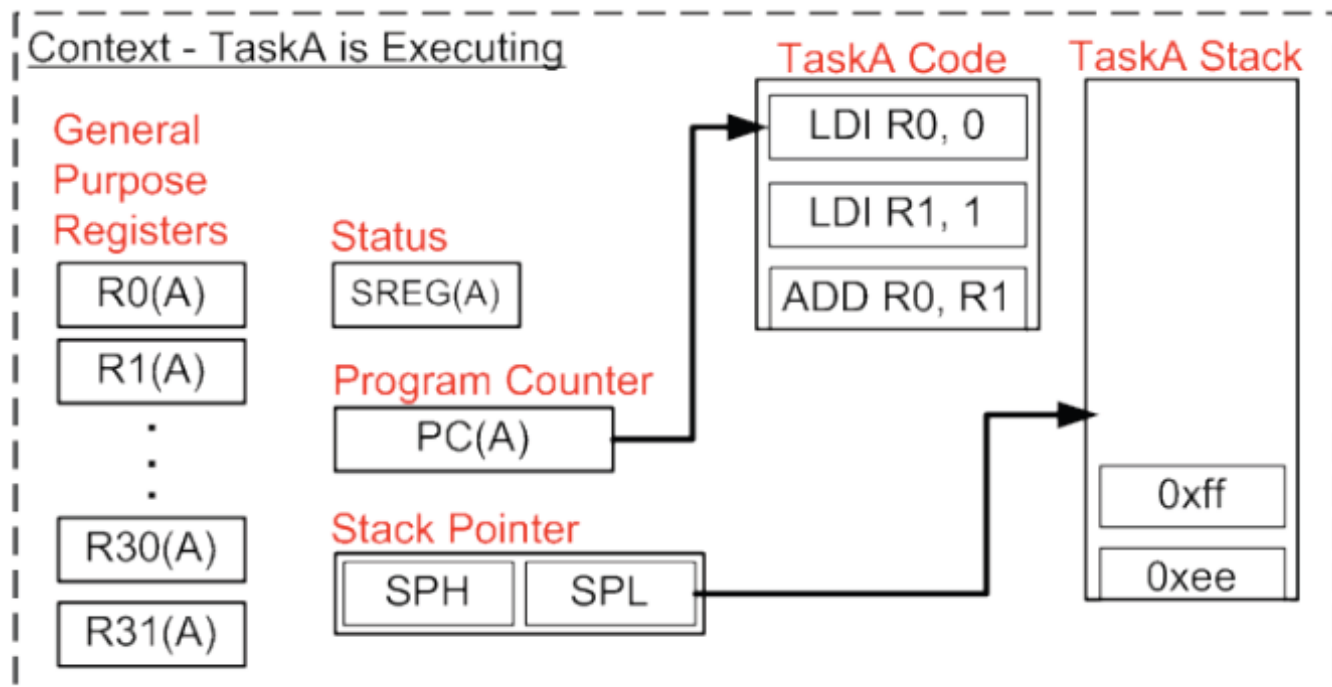 Context - TaskA is Executing
General
Purpose
Registers
R0(A)
R1(A)
R30(A)
R31(A)
Status
SREG(A)
Program Counter
PC(A)
Stack Pointer
SPH
SPL
TaskA Code
LDI R0, 0
LDI R1, 1
ADD R0, R1
TaskA Stack
0xff
0xee